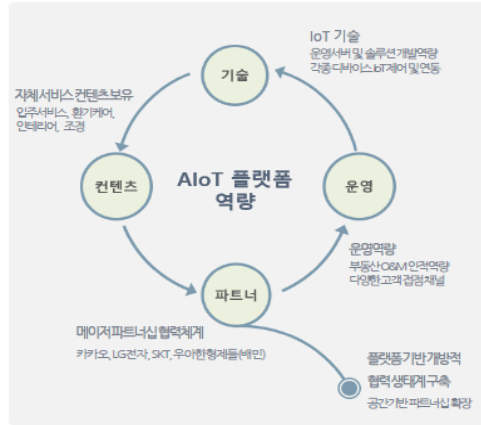 IoT 기술
운영서버 및 솔루션 개발역량
각종 디바이스 IoT 제어 및 연동
기술
자체 서비스 컨텐츠 보유
입주서비스, 환기케어,
인테리어, 조경
컨텐츠
AIoT 플랫폼
역량
운영
운영역량
부동산 O&M 인적역량
다양한 고객 접점 채널
파트너
메이저 파트너십 협력체계
카카오, LG전자, SKT, 우아한형제들(배민)
플랫폼 기반 개방적
협력 생태계 구축
공간기반 파트너십 확장